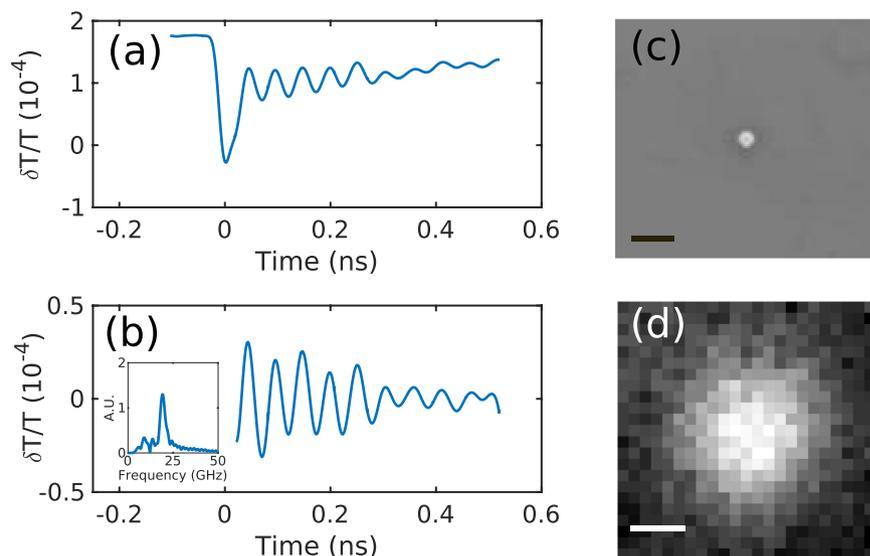 (a)
δT/T (10⁻⁴)
2
1
0
-1
-0.2 0 0.2 0.4 0.6
Time (ns)
(b)
δT/T (10⁻⁴)
0.5
0
-0.5
-0.2 0 0.2 0.4 0.6
Time (ns)
A.U.
2
1
0
0 25 50
Frequency (GHz)
(c)
(d)